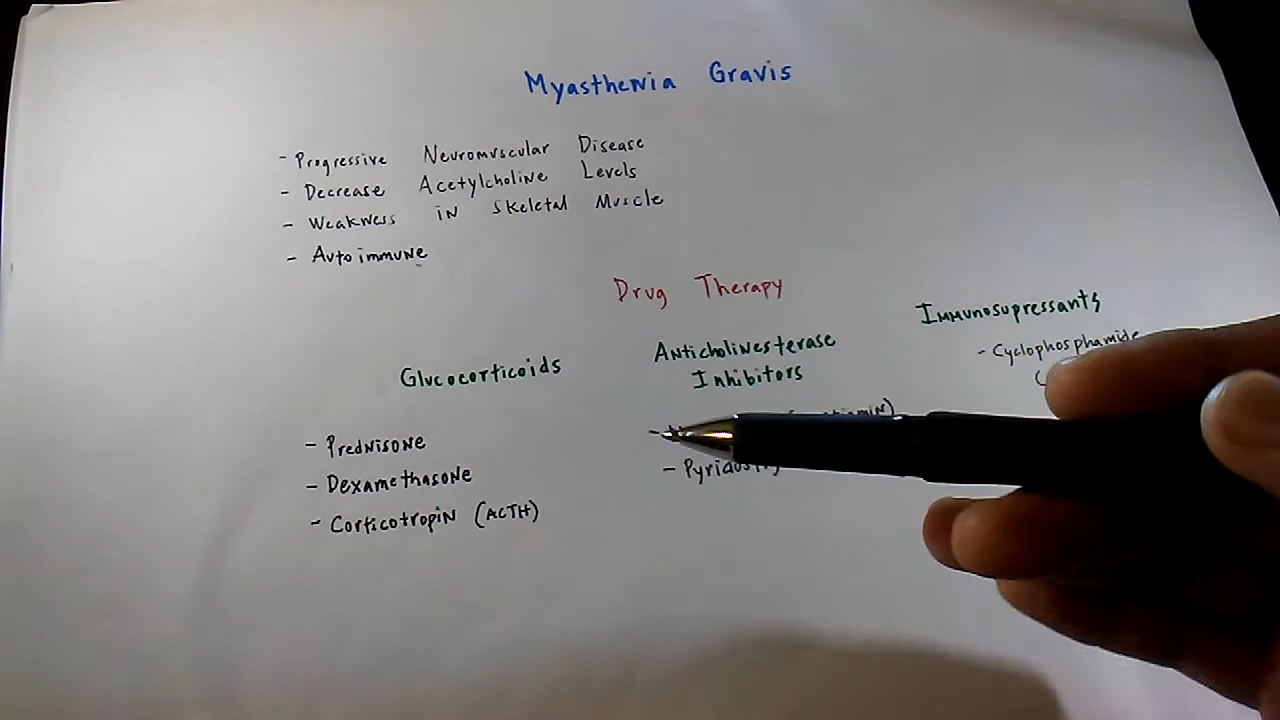 Myasthenia Gravis
- Progressive Neuromuscular Disease
- Decrease Acetylcholine Levels
- Weakness in Skeletal Muscle
- Autoimmune
Drug Therapy
Glucocorticoids
- Prednisone
- Dexamethasone
- Corticotropin (ACTH)
Anticholinesterase
Inhibitors
Immunosupressants
- Cyclophosphamide